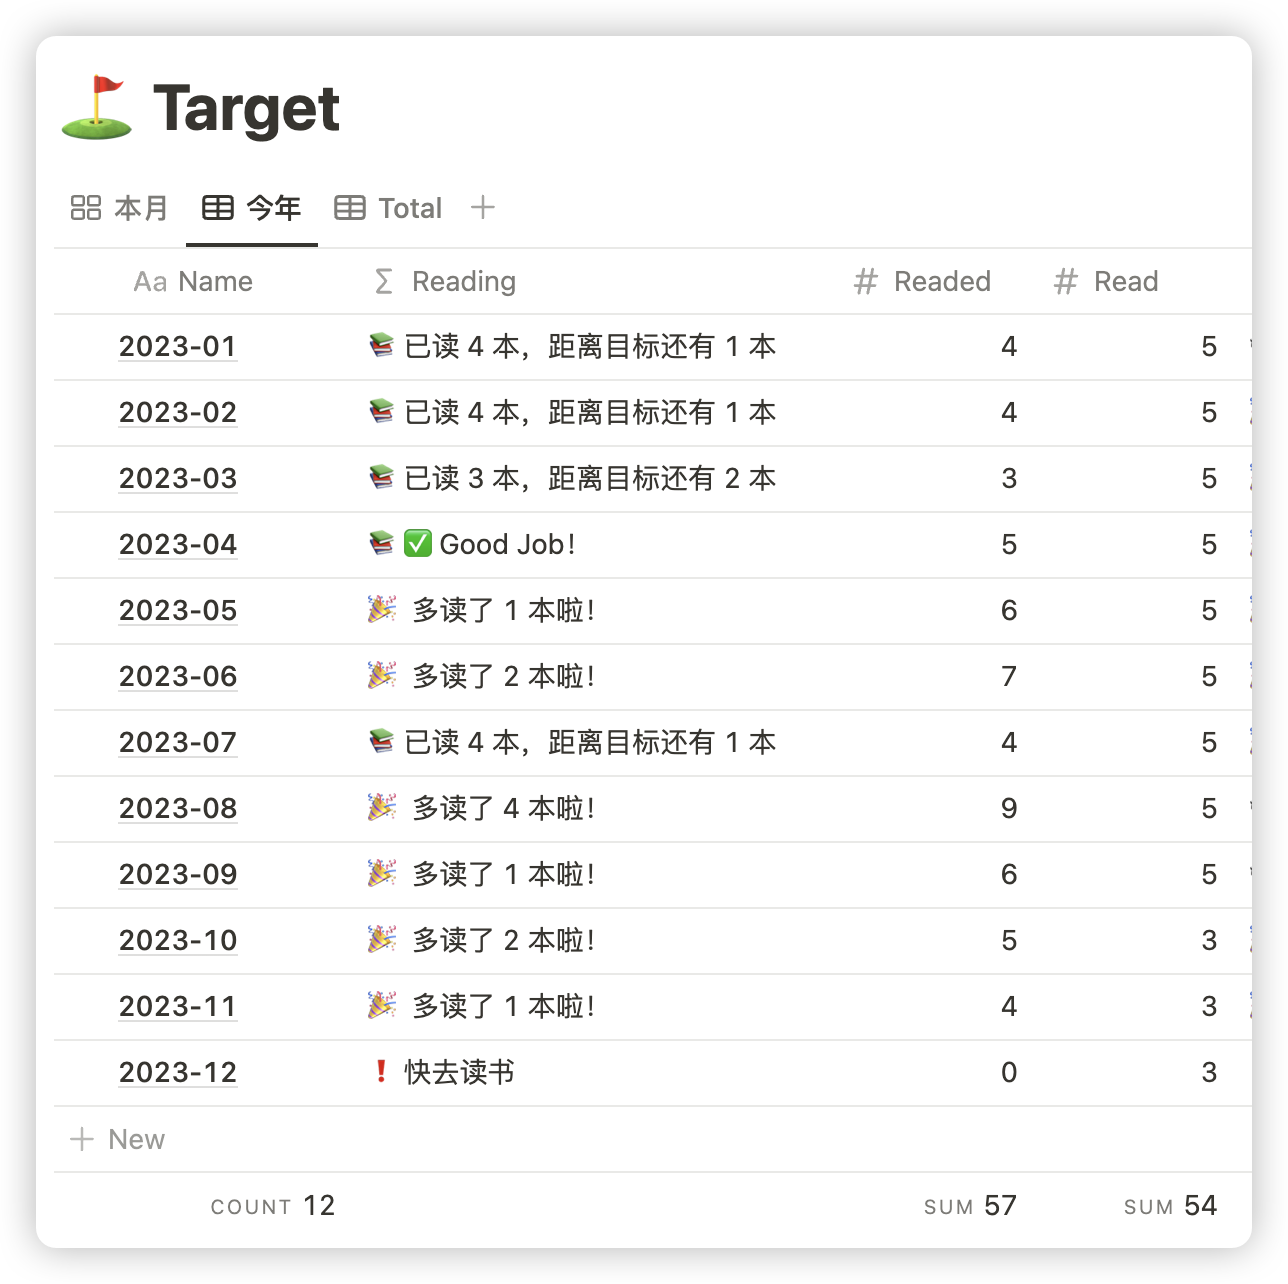 Target
本月 今年 Total
Aa Name Σ Reading # Readed # Read
2023-01 📚 已读 4 本，距离目标还有 1 本 4 5
2023-02 📚 已读 4 本，距离目标还有 1 本 4 5
2023-03 📚 已读 3 本，距离目标还有 2 本 3 5
2023-04 📚 ✅ Good Job！ 5 5
2023-05 🎉 多读了 1 本啦！ 6 5
2023-06 🎉 多读了 2 本啦！ 7 5
2023-07 📚 已读 4 本，距离目标还有 1 本 4 5
2023-08 🎉 多读了 4 本啦！ 9 5
2023-09 🎉 多读了 1 本啦！ 6 5
2023-10 🎉 多读了 2 本啦！ 5 3
2023-11 🎉 多读了 1 本啦！ 4 3
2023-12 ❗ 快去读书 0 3
+ New
COUNT 12 SUM 57 SUM 54